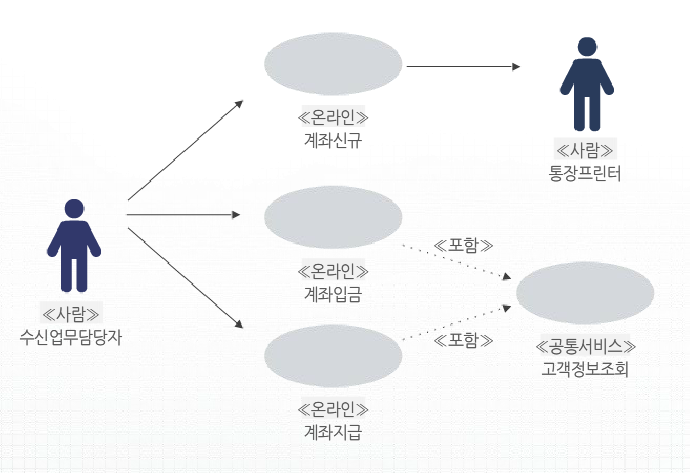 ≪온라인≫
계좌신규
≪사람≫
통장프린터
≪포함≫
≪온라인≫
계좌입금
≪사람≫
수신업무담당자
≪포함≫
≪공통서비스≫
고객정보조회
≪온라인≫
계좌지급